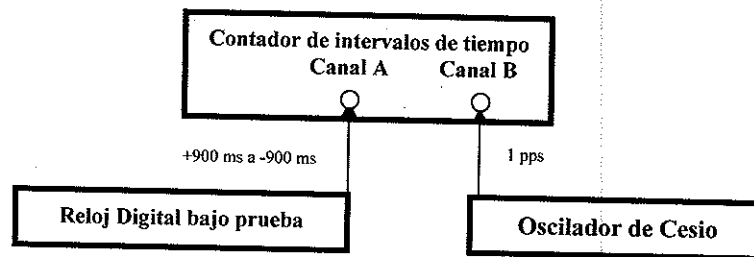 Contador de intervalos de tiempo
Canal A Canal B
+900 ms a -900 ms
1 pps
Reloj Digital bajo prueba
Oscilador de Cesio